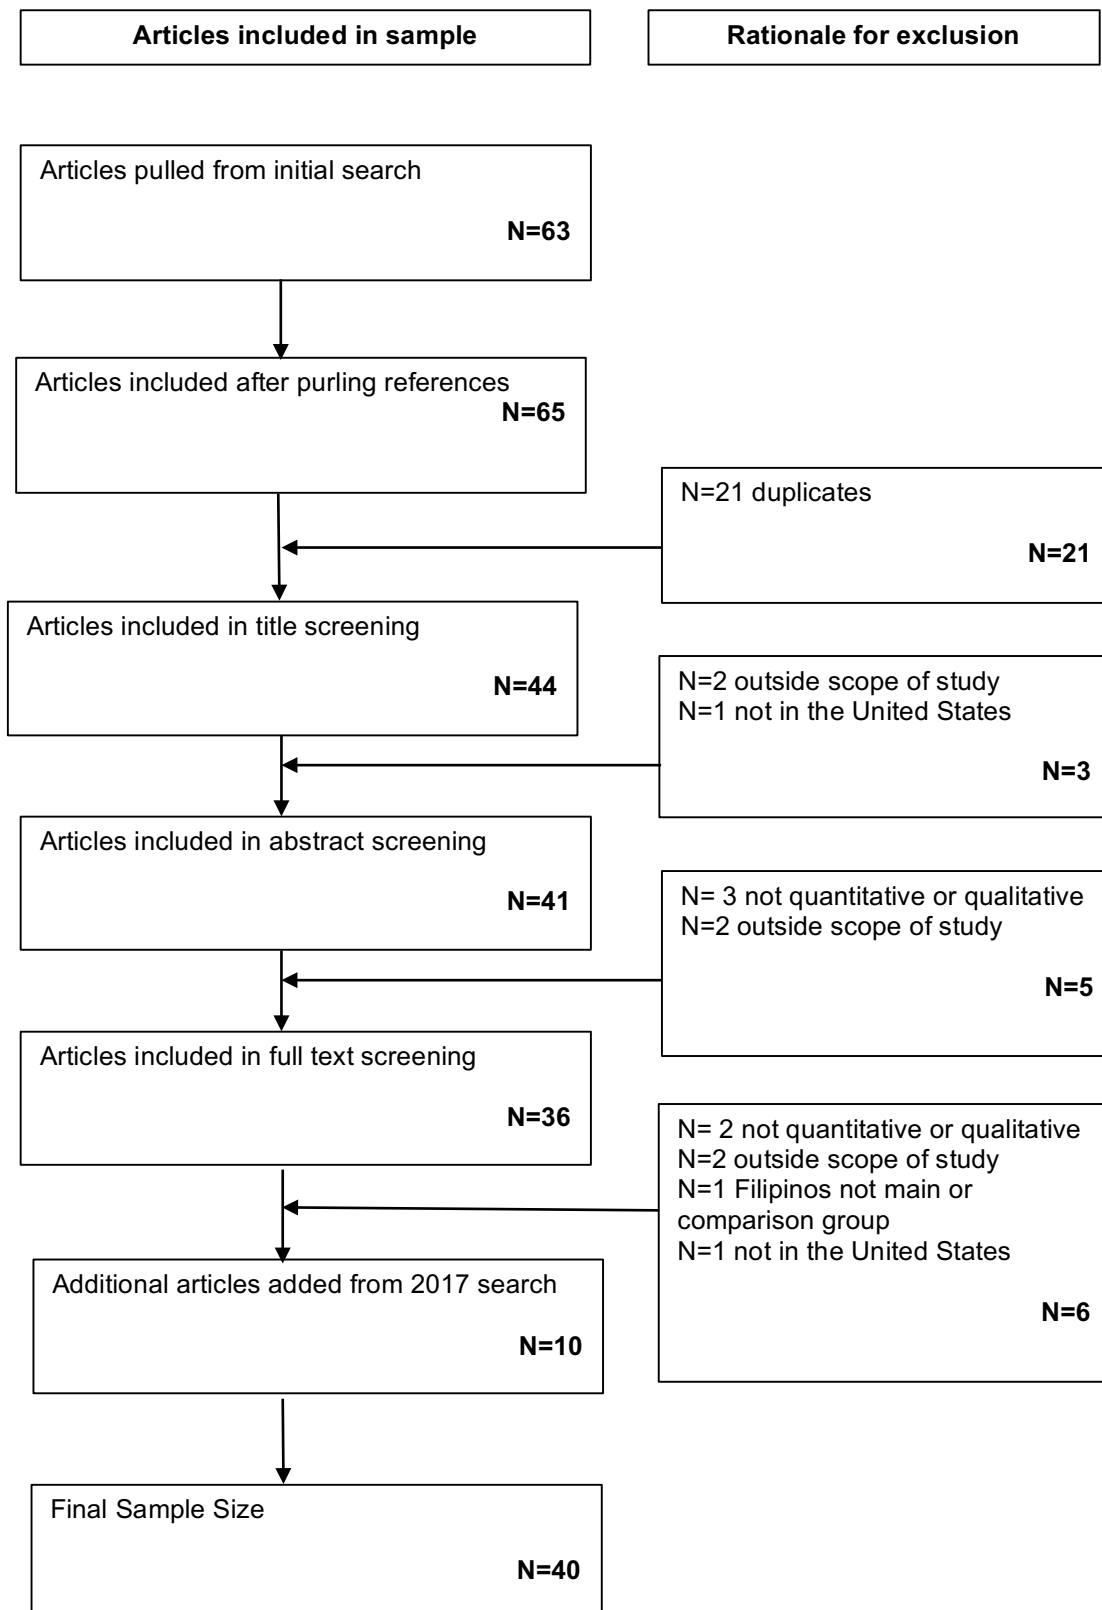 Articles included in sample
Rationale for exclusion
Articles pulled from initial search
N=63
Articles included after purling references
N=65
N=21 duplicates
N=21
Articles included in title screening
N=44
N=2 outside scope of study
N=1 not in the United States
N=3
Articles included in abstract screening
N=41
N= 3 not quantitative or qualitative
N=2 outside scope of study
N=5
Articles included in full text screening
N=36
N= 2 not quantitative or qualitative
N=2 outside scope of study
N=1 Filipinos not main or
comparison group
N=1 not in the United States
N=6
Additional articles added from 2017 search
N=10
Final Sample Size
N=40